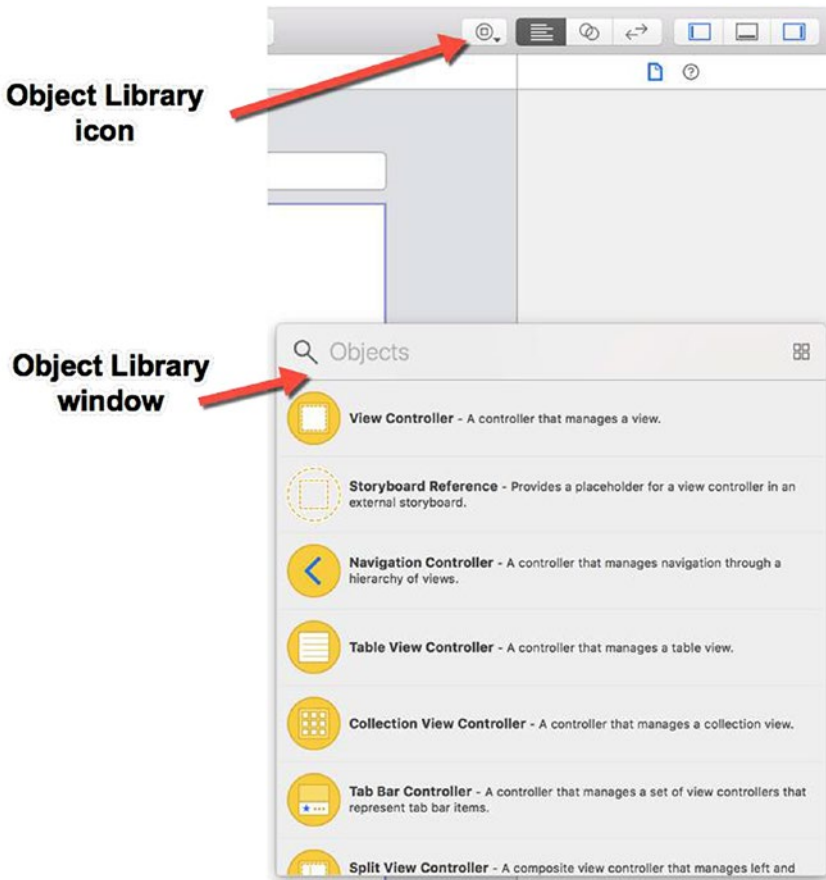 Object Library
icon
Object Library
window
Objects
View Controller - A controller that manages a view.
Storyboard Reference - Provides a placeholder for a view controller in an
external storyboard.
Navigation Controller - A controller that manages navigation through a
hierarchy of views.
Table View Controller - A controller that manages a table view.
Collection View Controller - A controller that manages a collection view.
Tab Bar Controller - A controller that manages a set of view controllers that
represent tab bar items.
Split View Controller - A composite view controller that manages left and